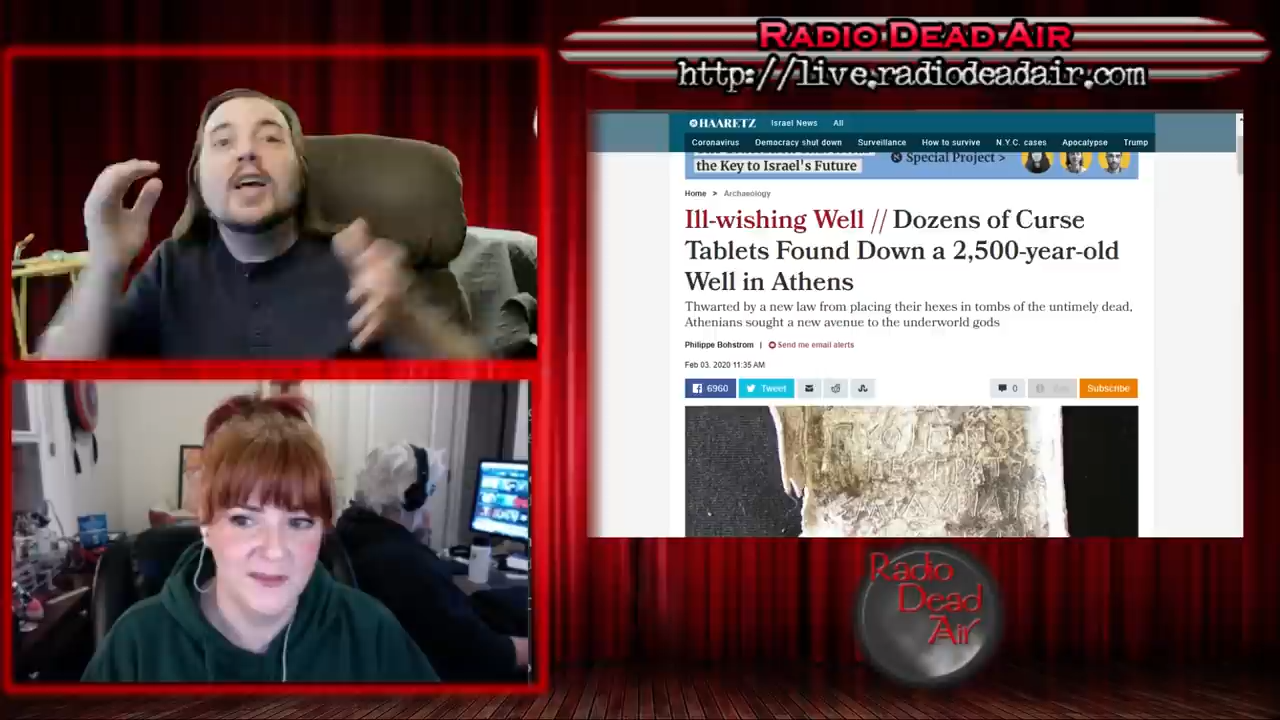 RADIO DEAD AIR
http://live.radiodeadair.com
HAARETZ Israel News All
Coronavirus Democracy shut down Surveillance How to survive N.Y.C. cases Apocalypse Trump
the Key to Israel's Future
Special Project >
Home > Archaeology
Ill-wishing Well // Dozens of Curse
Tablets Found Down a 2,500-year-old
Well in Athens
Thwarted by a new law from placing their hexes in tombs of the untimely dead,
Athenians sought a new avenue to the underworld gods
Philippe Bohstrom | Send me email alerts
Feb 03, 2020 11:35 AM
6960 Tweet 0 Subscribe
Radio
Dead
Air